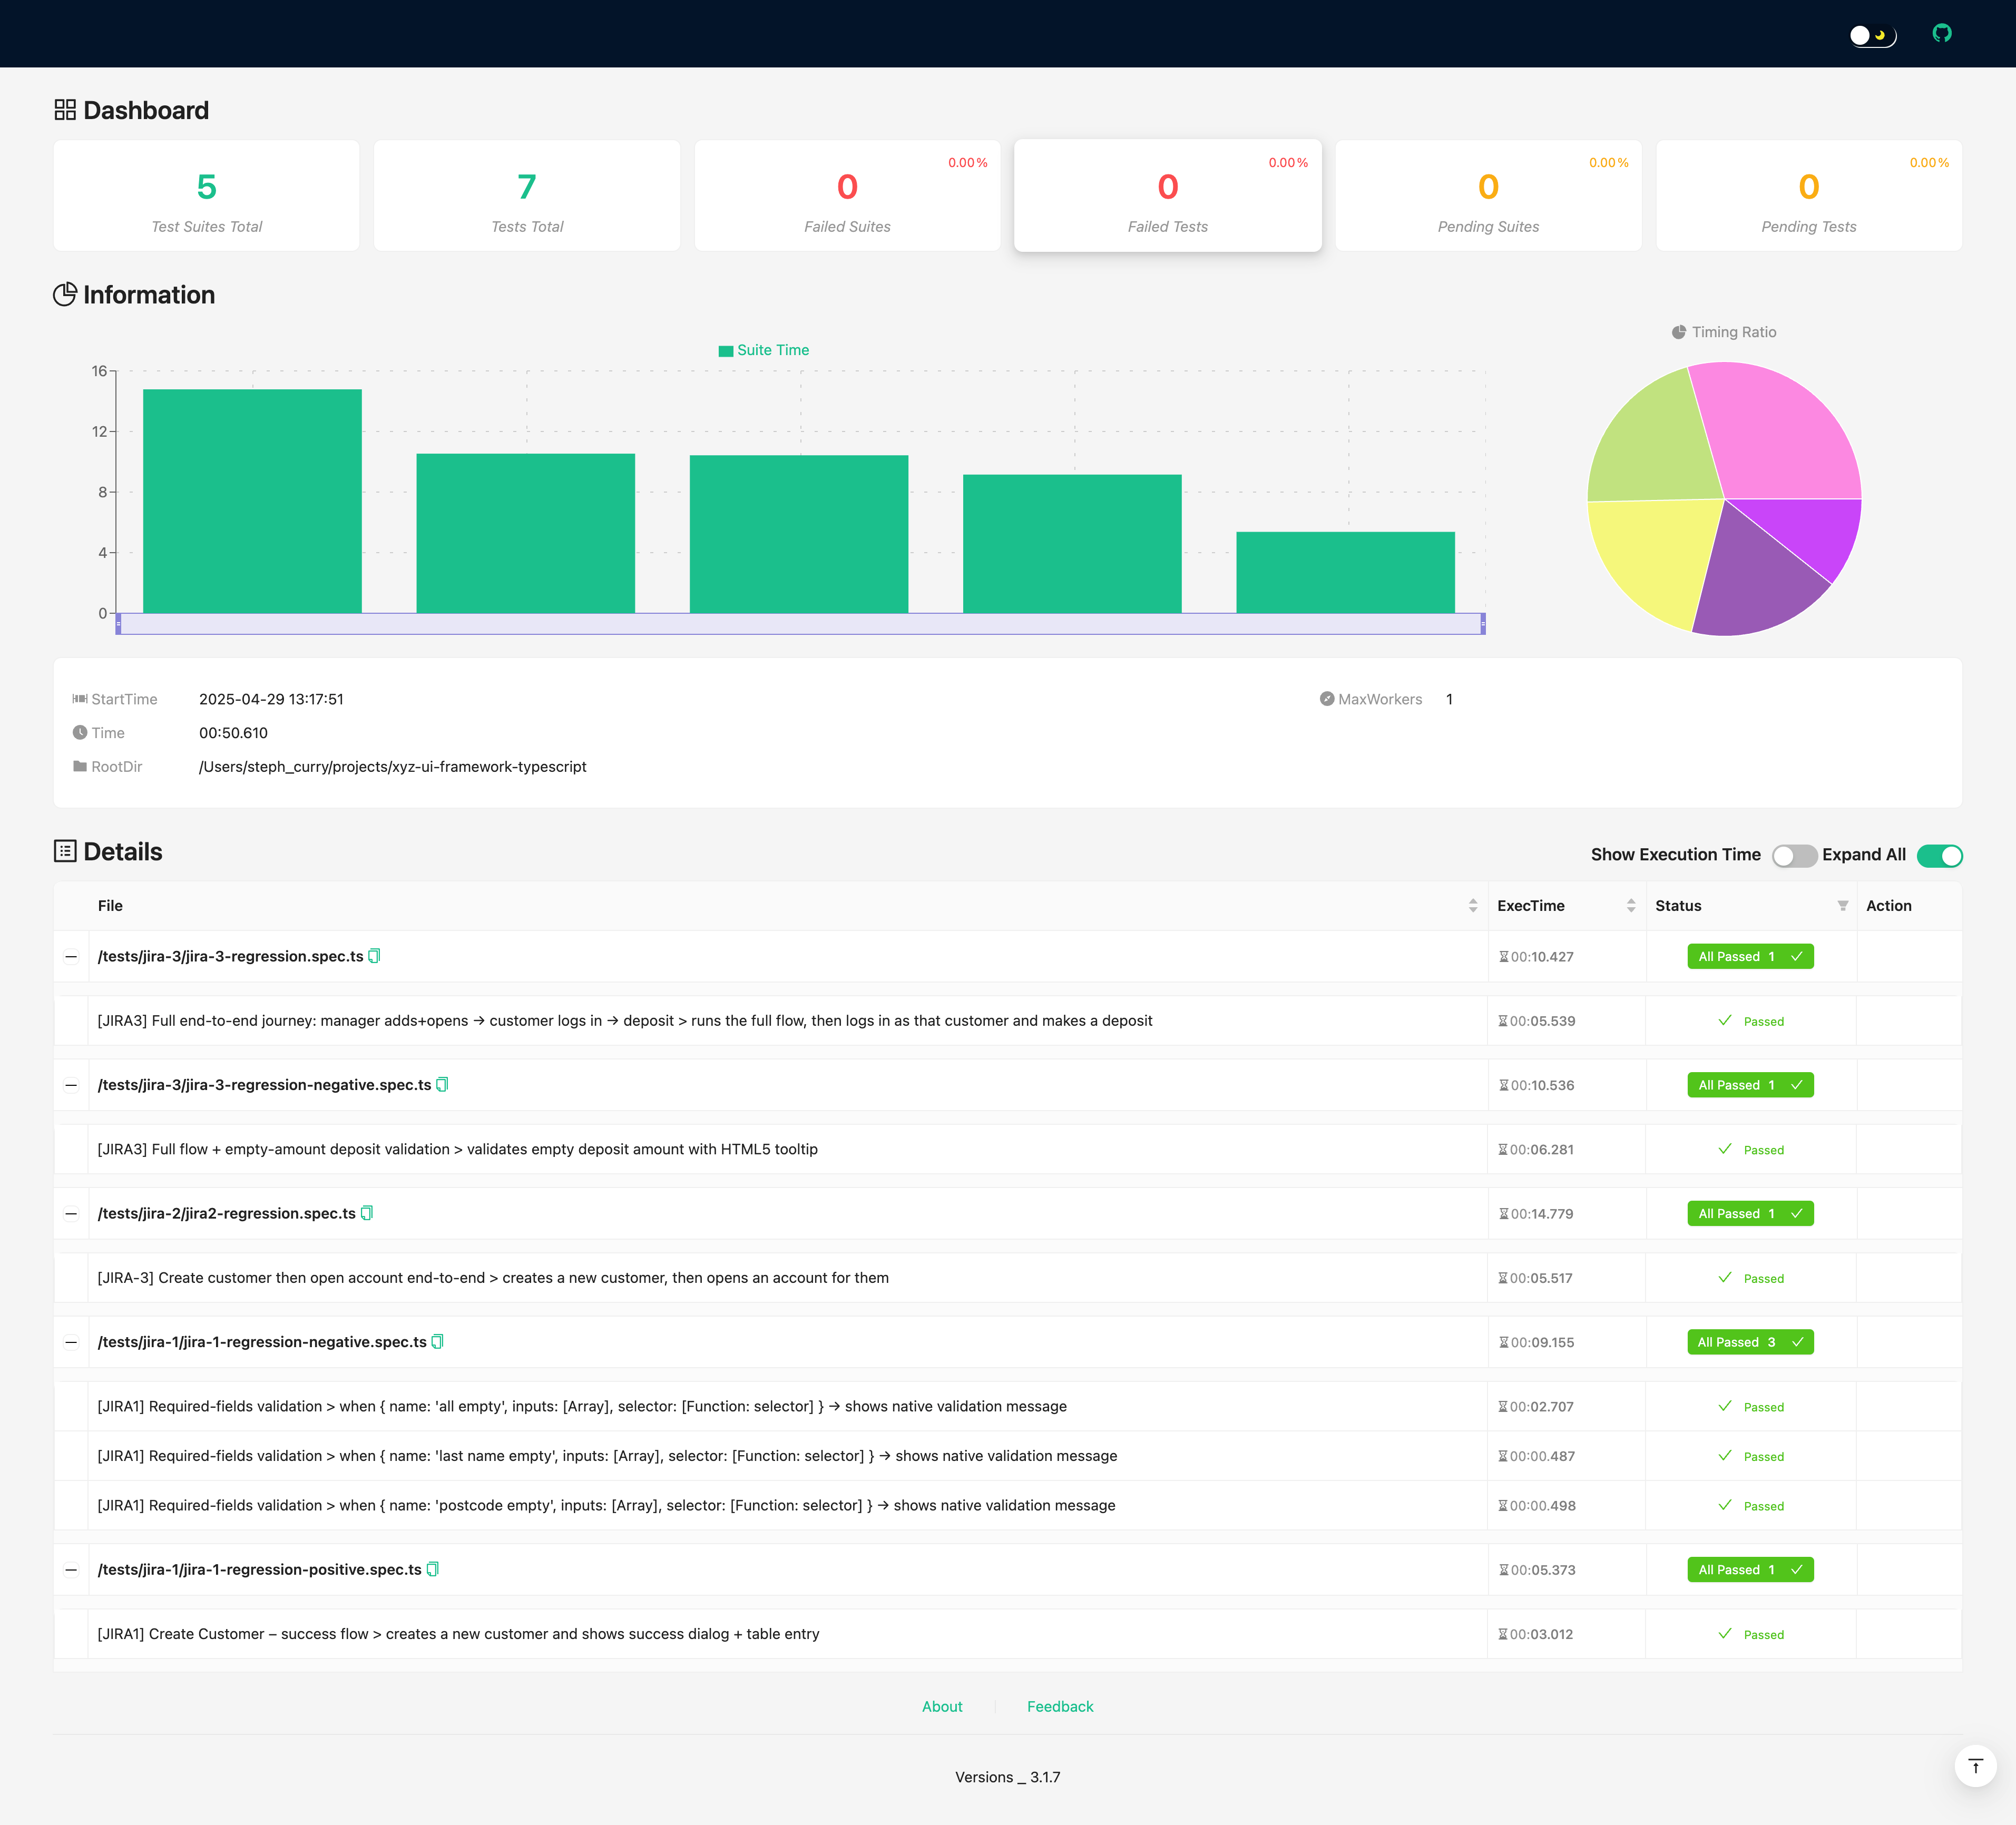 Dashboard
5
Test Suites Total
7
Tests Total
0.00%
0
Failed Suites
0.00%
0
Failed Tests
0.00%
0
Pending Suites
0.00%
0
Pending Tests
Information
Suite Time
16
12
8
4
0
Timing Ratio
StartTime 2025-04-29 13:17:51
MaxWorkers 1
Time 00:50.610
RootDir /Users/steph_curry/projects/xyz-ui-framework-typescript
Details
Show Execution Time Expand All
File ExecTime Status Action
/tests/jira-3/jira-3-regression.spec.ts 00:10.427 All Passed 1
[JIRA3] Full end-to-end journey: manager adds+opens → customer logs in → deposit > runs the full flow, then logs in as that customer and makes a deposit 00:05.539 Passed
/tests/jira-3/jira-3-regression-negative.spec.ts 00:10.536 All Passed 1
[JIRA3] Full flow + empty-amount deposit validation > validates empty deposit amount with HTML5 tooltip 00:06.281 Passed
/tests/jira-2/jira2-regression.spec.ts 00:14.779 All Passed 1
[JIRA-3] Create customer then open account end-to-end > creates a new customer, then opens an account for them 00:05.517 Passed
/tests/jira-1/jira-1-regression-negative.spec.ts 00:09.155 All Passed 3
[JIRA1] Required-fields validation > when { name: 'all empty', inputs: [Array], selector: [Function: selector] } → shows native validation message 00:02.707 Passed
[JIRA1] Required-fields validation > when { name: 'last name empty', inputs: [Array], selector: [Function: selector] } → shows native validation message 00:00.487 Passed
[JIRA1] Required-fields validation > when { name: 'postcode empty', inputs: [Array], selector: [Function: selector] } → shows native validation message 00:00.498 Passed
/tests/jira-1/jira-1-regression-positive.spec.ts 00:05.373 All Passed 1
[JIRA1] Create Customer – success flow > creates a new customer and shows success dialog + table entry 00:03.012 Passed
About
Feedback
Versions _ 3.1.7